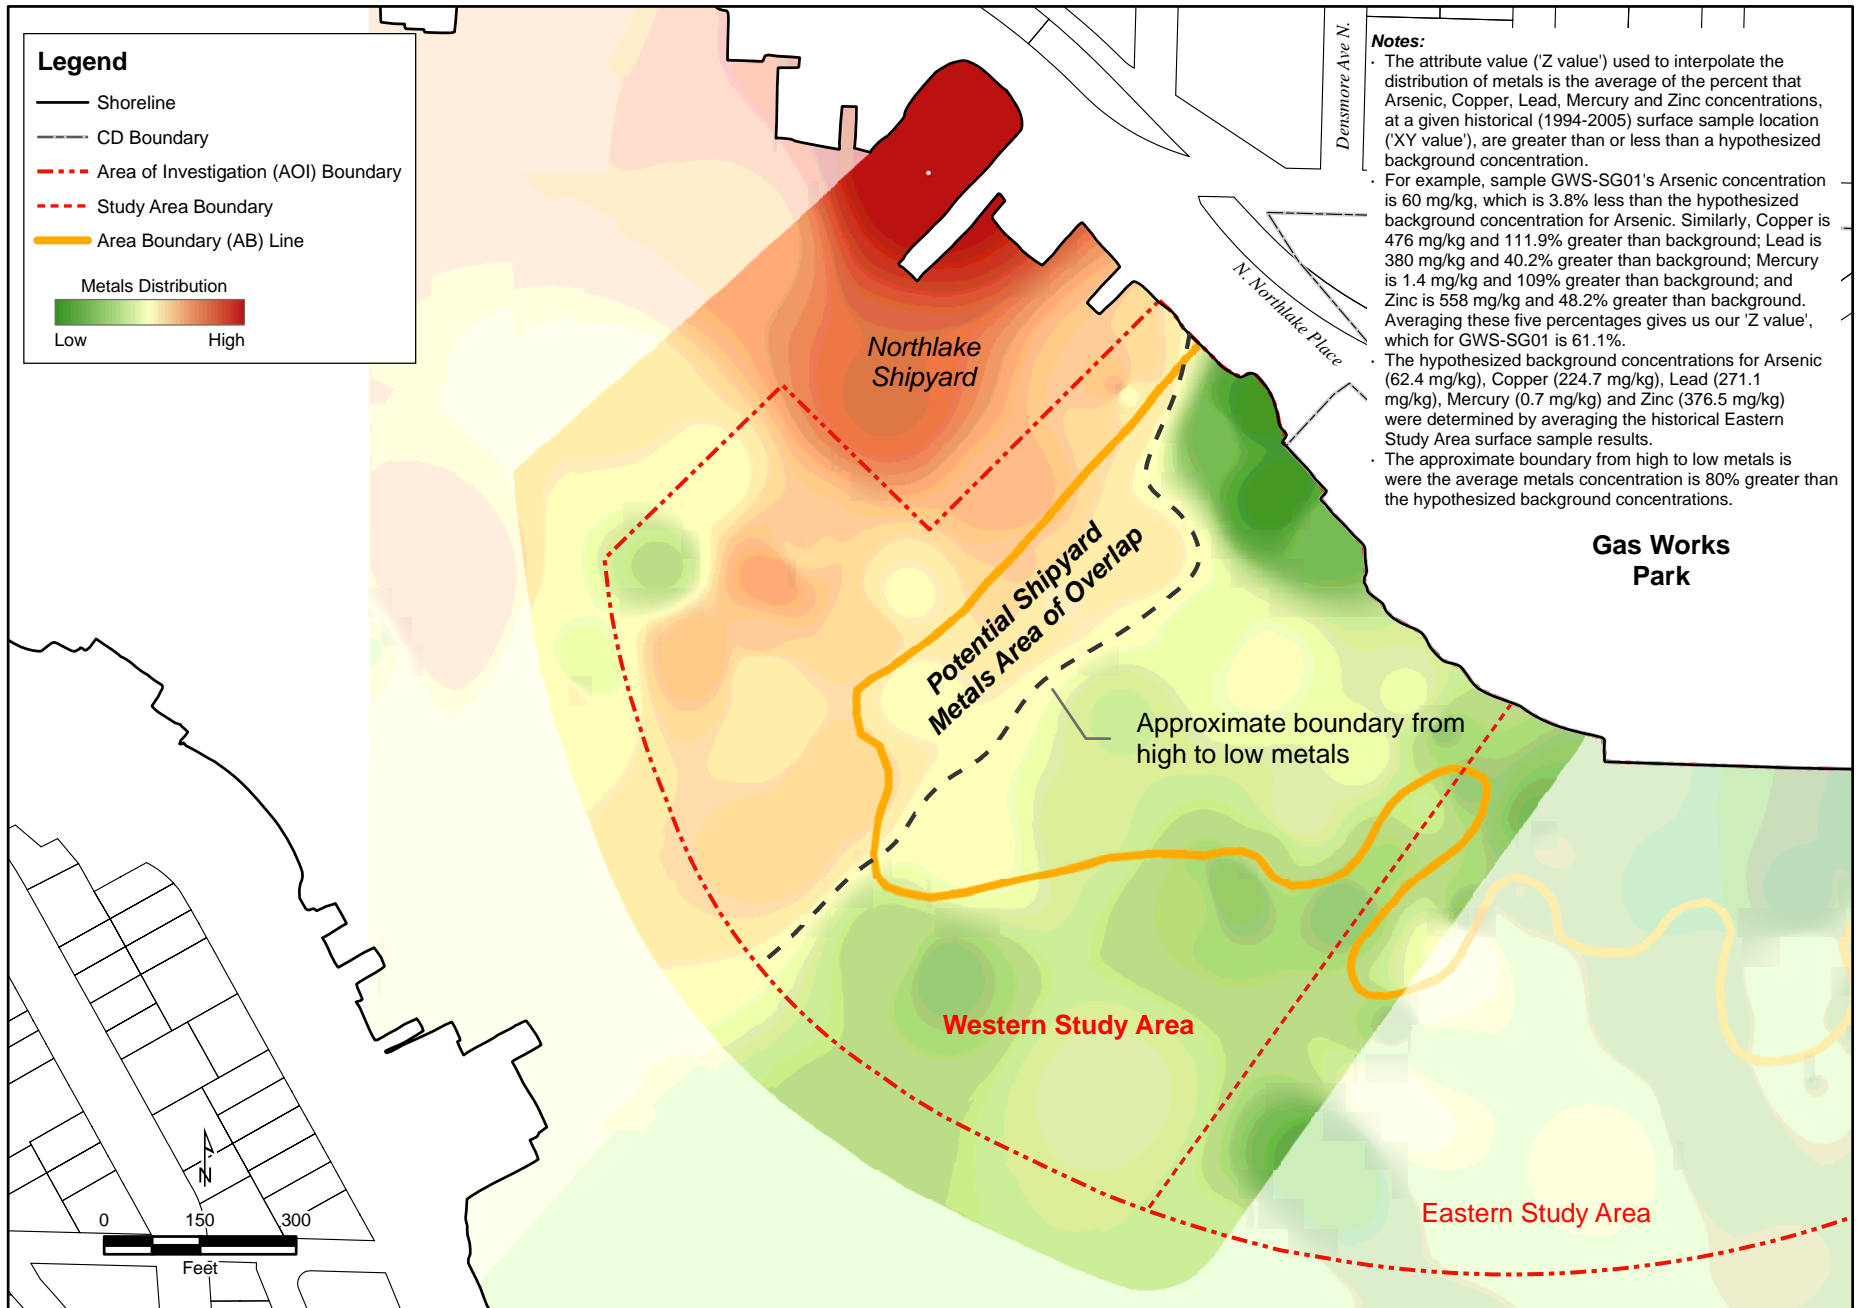 Legend
Shoreline
CD Boundary
Area of Investigation (AOI) Boundary
Study Area Boundary
Area Boundary (AB) Line
Metals Distribution
Low High
Densmore Ave N.
N. Northlake Place
Notes:
· The attribute value ('Z value') used to interpolate the
distribution of metals is the average of the percent that
Arsenic, Copper, Lead, Mercury and Zinc concentrations,
at a given historical (1994-2005) surface sample location
('XY value'), are greater than or less than a hypothesized
background concentration.
· For example, sample GWS-SG01's Arsenic concentration
is 60 mg/kg, which is 3.8% less than the hypothesized
background concentration for Arsenic. Similarly, Copper is
476 mg/kg and 111.9% greater than background; Lead is
380 mg/kg and 40.2% greater than background; Mercury
is 1.4 mg/kg and 109% greater than background; and
Zinc is 558 mg/kg and 48.2% greater than background.
Averaging these five percentages gives us our 'Z value',
which for GWS-SG01 is 61.1%.
· The hypothesized background concentrations for Arsenic
(62.4 mg/kg), Copper (224.7 mg/kg), Lead (271.1
mg/kg), Mercury (0.7 mg/kg) and Zinc (376.5 mg/kg)
were determined by averaging the historical Eastern
Study Area surface sample results.
· The approximate boundary from high to low metals is
were the average metals concentration is 80% greater than
the hypothesized background concentrations.
Gas Works
Park
Northlake
Shipyard
Potential Shipyard
Metals Area of Overlap
Approximate boundary from
high to low metals
Western Study Area
Eastern Study Area
N
0 150 300
Feet